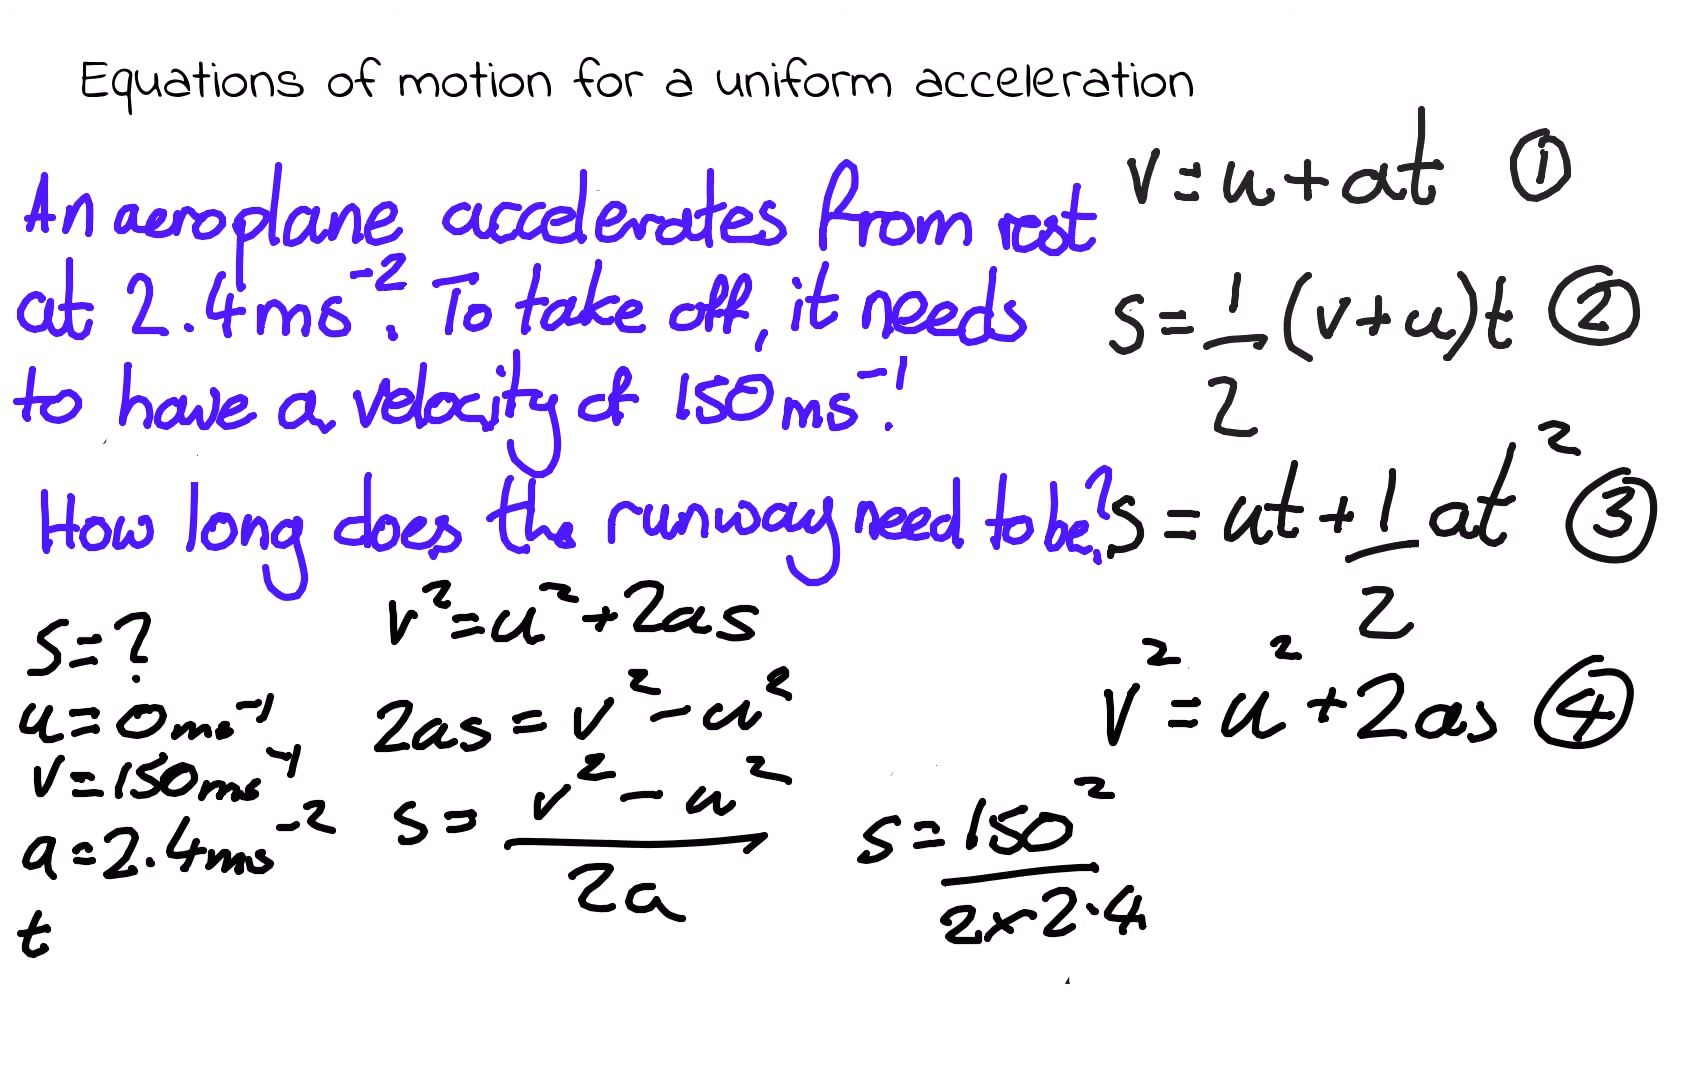 Equations of motion for a uniform acceleration
An aeroplane accelerates from rest
at 2.4ms⁻². To take off, it needs
to have a velocity of 150ms⁻¹.
How long does the runway need to be?
v=u+at ①
s=1/2(v+u)t ②
s=ut+1/2at² ③
v²=u²+2as ④
s=?
u=0ms⁻¹
v=150ms⁻¹
a=2.4ms⁻²
t
v²=u²+2as
2as=v²-u²
s=(v²-u²)/2a
s=150²/2×2.4